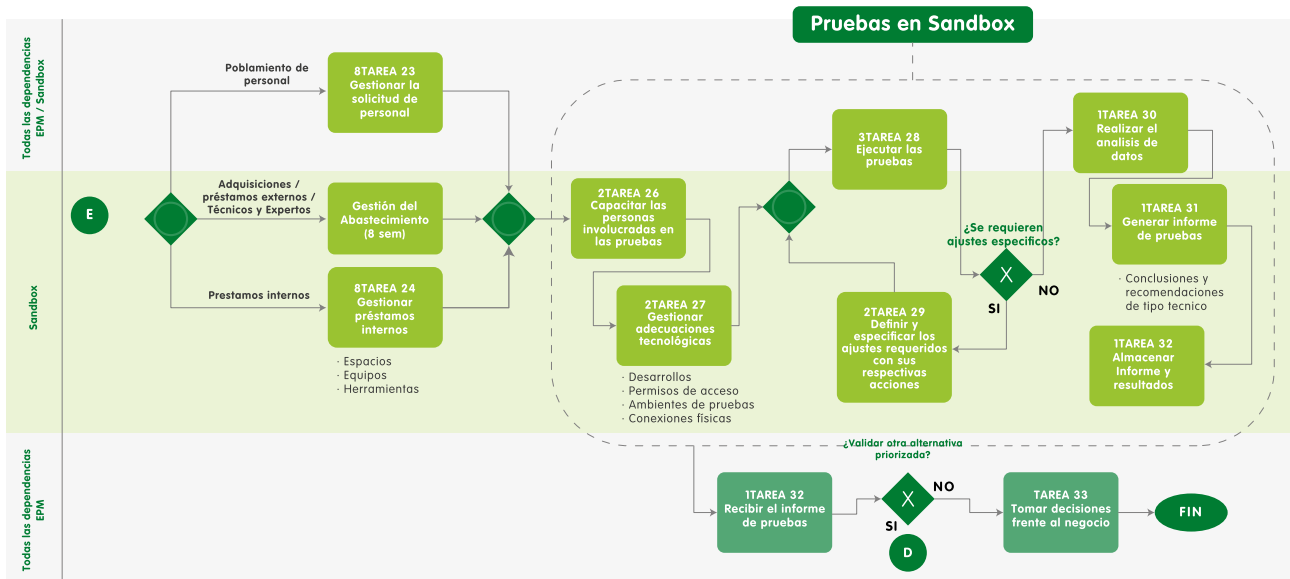 Pruebas en Sandbox
Todas las dependencias
EPM / Sandbox
Poblamiento de
personal
8TAREA 23
Gestionar la
solicitud de
personal
3TAREA 28
Ejecutar las
pruebas
1TAREA 30
Realizar el
analisis de
datos
Sandbox
E
Adquisiciones /
préstamos externos /
Técnicos y Expertos
Gestión del
Abastecimiento
(8 sem)
2TAREA 26
Capacitar las
personas
involucradas en
las pruebas
¿Se requieren
ajustes especificos?
X
SI
NO
1TAREA 31
Generar informe
de pruebas
· Conclusiones y
recomendaciones
de tipo tecnico
Prestamos internos
8TAREA 24
Gestionar
préstamos
internos
· Espacios
· Equipos
· Herramientas
2TAREA 27
Gestionar
adecuaciones
tecnológicas
· Desarrollos
· Permisos de acceso
· Ambientes de pruebas
· Conexiones físicas
2TAREA 29
Definir y
especificar los
ajustes requeridos
con sus
respectivas
acciones
1TAREA 32
Almacenar
Informe y
resultados
Todas las dependencias
EPM
¿Validar otra alternativa
priorizada?
1TAREA 32
Recibir el informe
de pruebas
X
NO
SI
D
TAREA 33
Tomar decisiones
frente al negocio
FIN